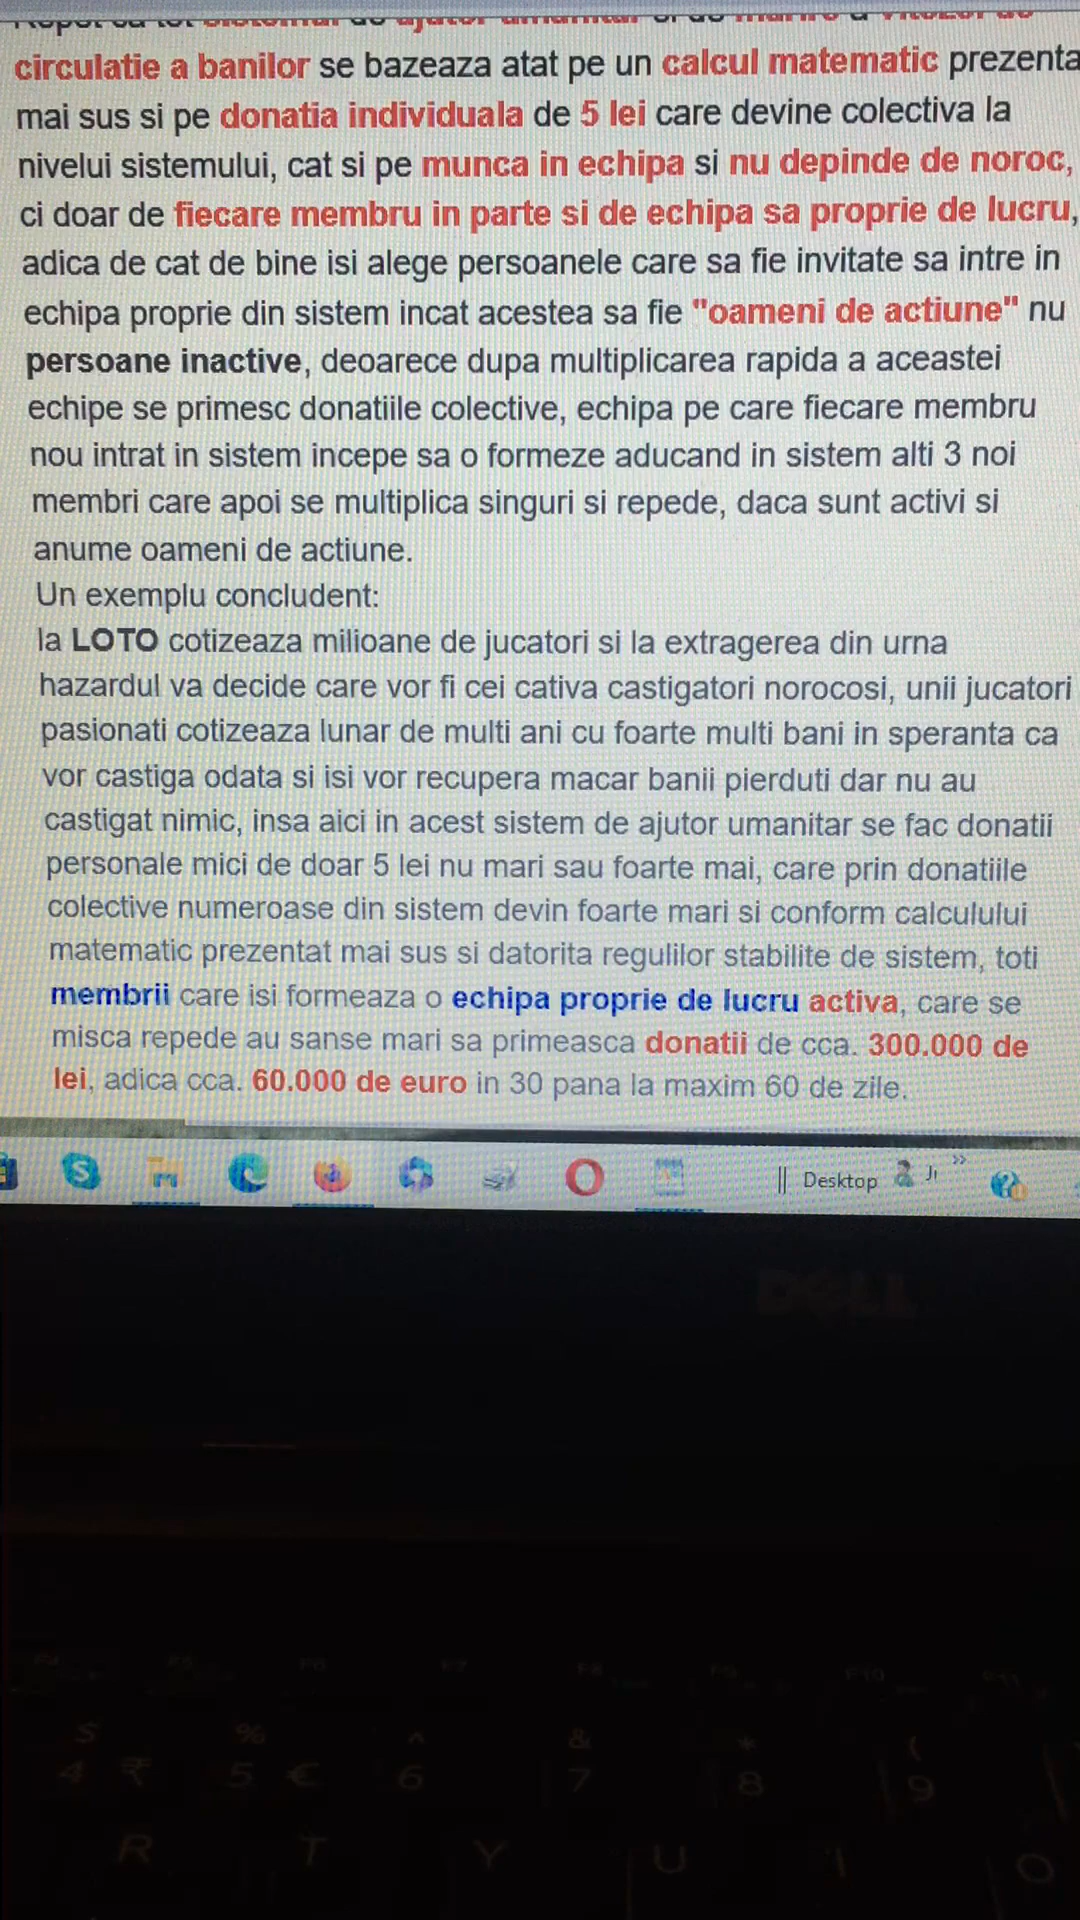 circulatie a banilor se bazeaza atat pe un calcul matematic prezenta
mai sus si pe donatia individuala de 5 lei care devine colectiva la
nivelui sistemului, cat si pe munca in echipa si nu depinde de noroc,
ci doar de fiecare membru in parte si de echipa sa proprie de lucru,
adica de cat de bine isi alege persoanele care sa fie invitate sa intre in
echipa proprie din sistem incat acestea sa fie "oameni de actiune" nu
persoane inactive, deoarece dupa multiplicarea rapida a aceastei
echipe se primesc donatiile colective, echipa pe care fiecare membru
nou intrat in sistem incepe sa o formeze aducand in sistem alti 3 noi
membri care apoi se multiplica singuri si repede, daca sunt activi si
anume oameni de actiune.
Un exemplu concludent:
la LOTO cotizeaza milioane de jucatori si la extragerea din urna
hazardul va decide care vor fi cei cativa castigatori norocosi, unii jucatori
pasionati cotizeaza lunar de multi ani cu foarte multi bani in speranta ca
vor castiga odata si isi vor recupera macar banii pierduti dar nu au
castigat nimic, insa aici in acest sistem de ajutor umanitar se fac donatii
personale mici de doar 5 lei nu mari sau foarte mai, care prin donatiile
colective numeroase din sistem devin foarte mari si conform calculului
matematic prezentat mai sus si datorita regulilor stabilite de sistem, toti
membrii care isi formeaza o echipa proprie de lucru activa, care se
misca repede au sanse mari sa primeasca donatii de cca. 300.000 de
lei, adica cca. 60.000 de euro in 30 pana la maxim 60 de zile.
Desktop
DELL
$ % ^ & * (
4 ₹ 5 € 6 7 8 9
R T Y U I O